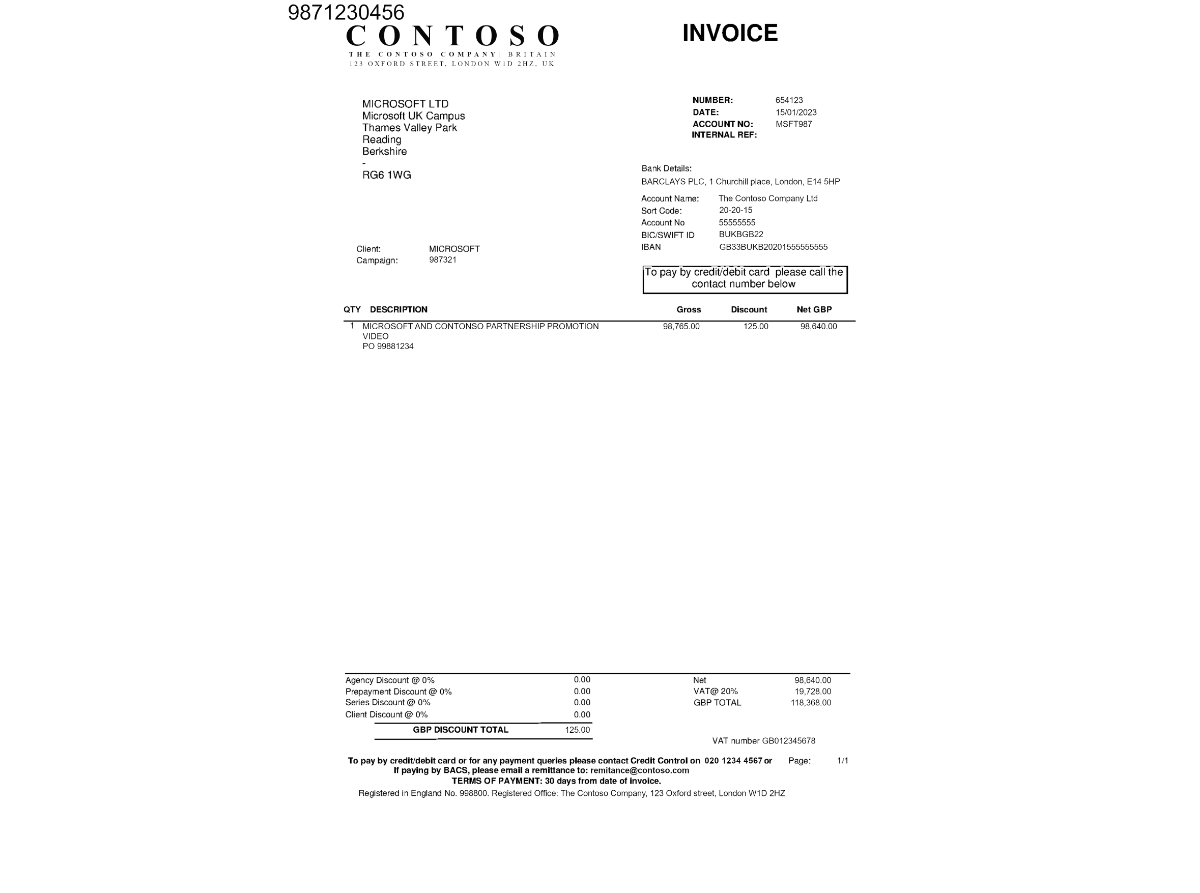 9871230456
CONTOSO
THE CONTOSO COMPANY: BRITAIN
123 OXFORD STREET, LONDON W1D 2HZ, UK
INVOICE
MICROSOFT LTD
Microsoft UK Campus
Thames Valley Park
Reading
Berkshire
-
RG6 1WG
NUMBER: 654123
DATE: 15/01/2023
ACCOUNT NO: MSFT987
INTERNAL REF:
Bank Details:
BARCLAYS PLC, 1 Churchill place, London, E14 5HP
Account Name: The Contoso Company Ltd
Sort Code: 20-20-15
Account No 55555555
BIC/SWIFT ID BUKBGB22
IBAN GB33BUKB20201555555555
Client: MICROSOFT
Campaign: 987321
To pay by credit/debit card please call the
contact number below
QTY DESCRIPTION Gross Discount Net GBP
1 MICROSOFT AND CONTONSO PARTNERSHIP PROMOTION 98,765.00 125.00 98,640.00
VIDEO
PO 99881234
Agency Discount @ 0% 0.00
Prepayment Discount @ 0% 0.00
Series Discount @ 0% 0.00
Client Discount @ 0% 0.00
GBP DISCOUNT TOTAL 125.00
Net 98,640.00
VAT@ 20% 19,728.00
GBP TOTAL 118,368.00
VAT number GB012345678
To pay by credit/debit card or for any payment queries please contact Credit Control on 020 1234 4567 or
If paying by BACS, please email a remittance to: remitance@contoso.com
TERMS OF PAYMENT: 30 days from date of invoice.
Page: 1/1
Registered in England No. 998800. Registered Office: The Contoso Company, 123 Oxford street, London W1D 2HZ